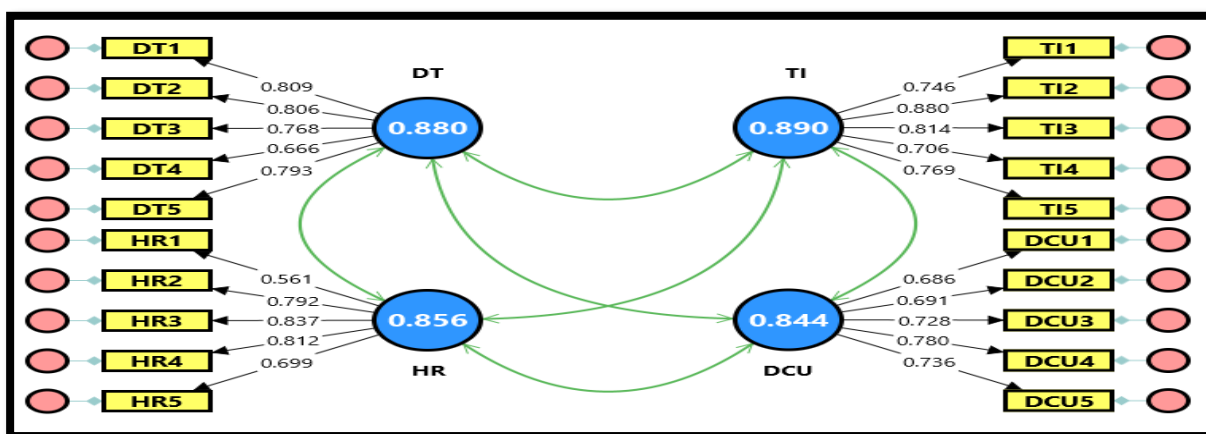 DT1
DT2
DT3
DT4
DT5
HR1
HR2
HR3
HR4
HR5
0.809
0.806
0.768
0.666
0.793
0.561
0.792
0.837
0.812
0.699
DT
0.880
0.856
HR
TI
0.890
0.844
DCU
0.746
0.880
0.814
0.706
0.769
0.686
0.691
0.728
0.780
0.736
TI1
TI2
TI3
TI4
TI5
DCU1
DCU2
DCU3
DCU4
DCU5